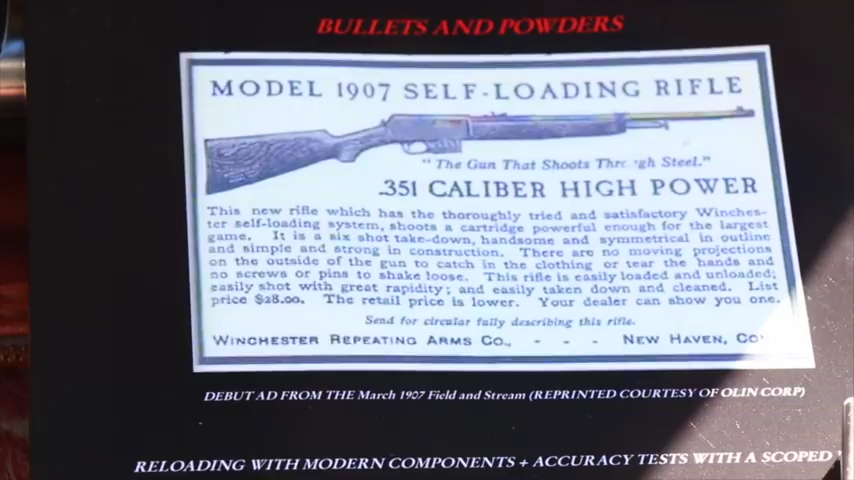 BULLETS AND POWDERS
MODEL 1907 SELF-LOADING RIFLE
"The Gun That Shoots Steel."
.351 CALIBER HIGH POWER
This new rifle which has the thoroughly tried and satisfactory Winches-
ter self-loading system, shoots a cartridge powerful enough for the largest
game. It is a six shot take-down, handsome and symmetrical in outline
and simple and strong in construction. There are no moving projections
on the outside of the gun to catch in the clothing or tear the hands and
no screws or pins to shake loose. This rifle is easily loaded and unloaded;
easily shot with great rapidity; and easily taken down and cleaned. List
price $28.00. The retail price is lower. Your dealer can show you one.
Send for circular fully describing this rifle.
WINCHESTER REPEATING ARMS CO., - - - NEW HAVEN,
DEBUT AD FROM THE March 1907 Field and Stream (REPRINTED COURTESY OF OLIN CORP)
RELOADING WITH MODERN COMPONENTS + ACCURACY TESTS WITH A SCOPED